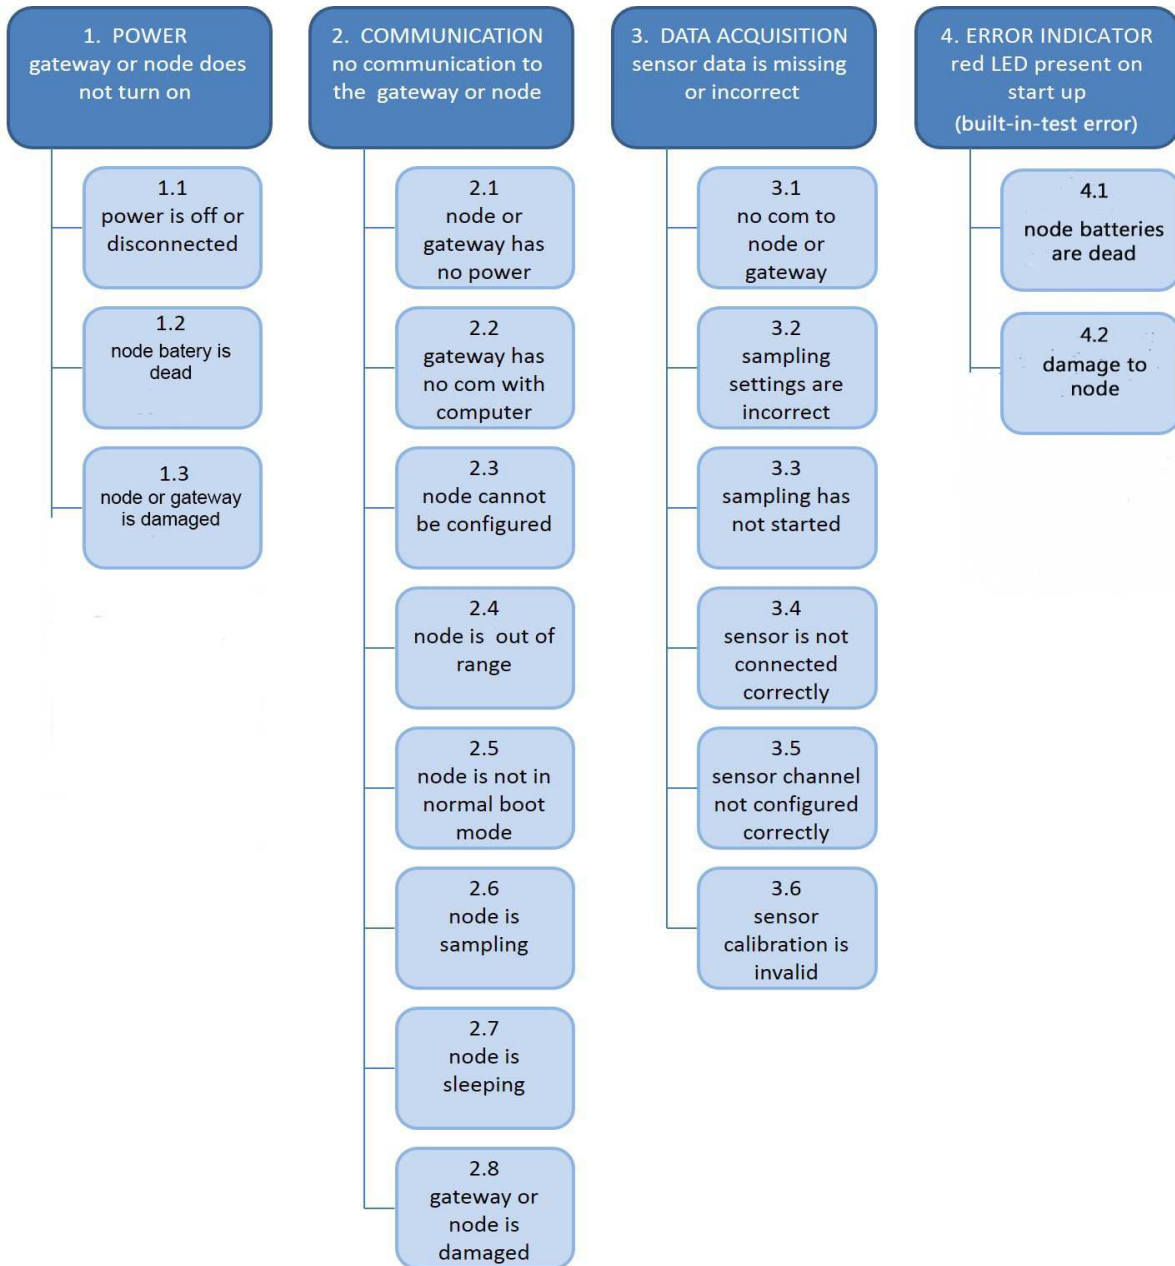 1. POWER
gateway or node does
not turn on
1.1
power is off or
disconnected
1.2
node batery is
dead
1.3
node or gateway
is damaged
2. COMMUNICATION
no communication to
the gateway or node
2.1
node or
gateway has
no power
2.2
gateway has
no com with
computer
2.3
node cannot
be configured
2.4
node is out of
range
2.5
node is not in
normal boot
mode
2.6
node is
sampling
2.7
node is
sleeping
2.8
gateway or
node is
damaged
3. DATA ACQUISITION
sensor data is missing
or incorrect
3.1
no com to
node or
gateway
3.2
sampling
settings are
incorrect
3.3
sampling has
not started
3.4
sensor is not
connected
correctly
3.5
sensor channel
not configured
correctly
3.6
sensor
calibration is
invalid
4. ERROR INDICATOR
red LED present on
start up
(built-in-test error)
4.1
node batteries
are dead
4.2
damage to
node